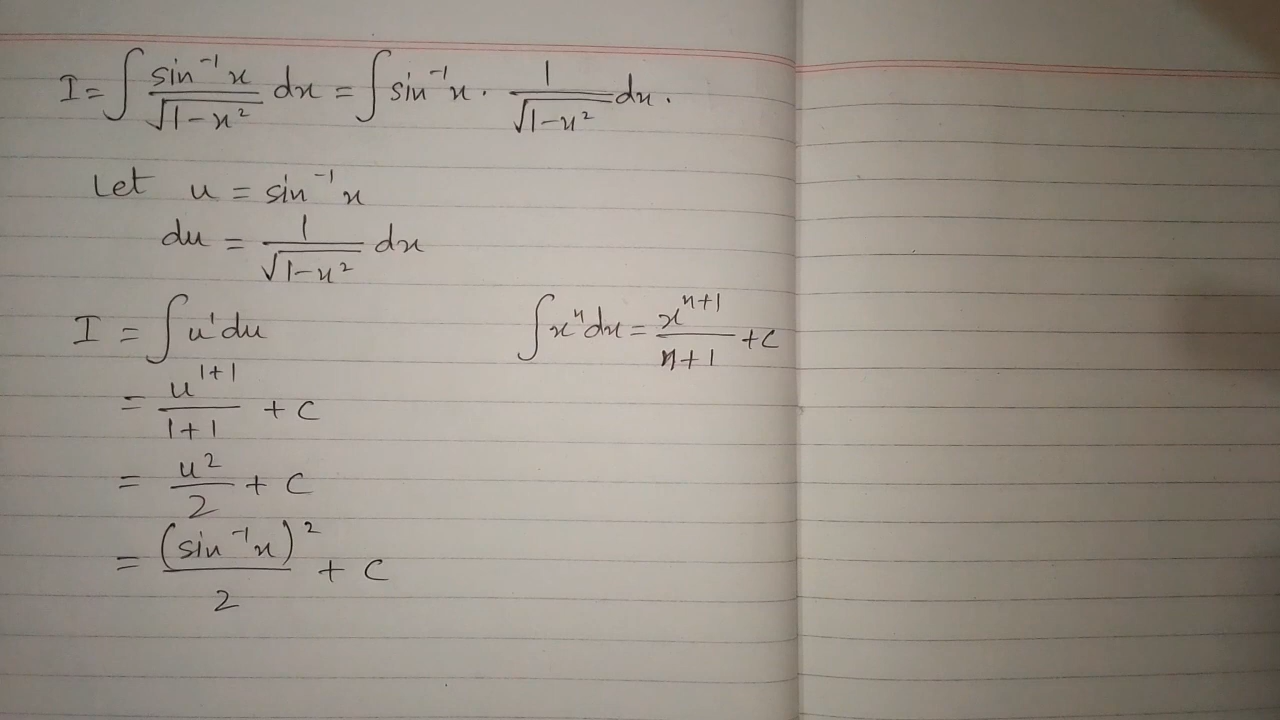 I = ∫ sin⁻¹x / √(1-x²) dx = ∫ sin⁻¹x · 1 / √(1-x²) dx.
Let u = sin⁻¹x
du = 1 / √(1-x²) dx
I = ∫ u¹ du
∫ xⁿ dx = xⁿ⁺¹ / n+1 + c
= u¹⁺¹ / 1+1 + c
= u² / 2 + c
= (sin⁻¹x)² / 2 + c